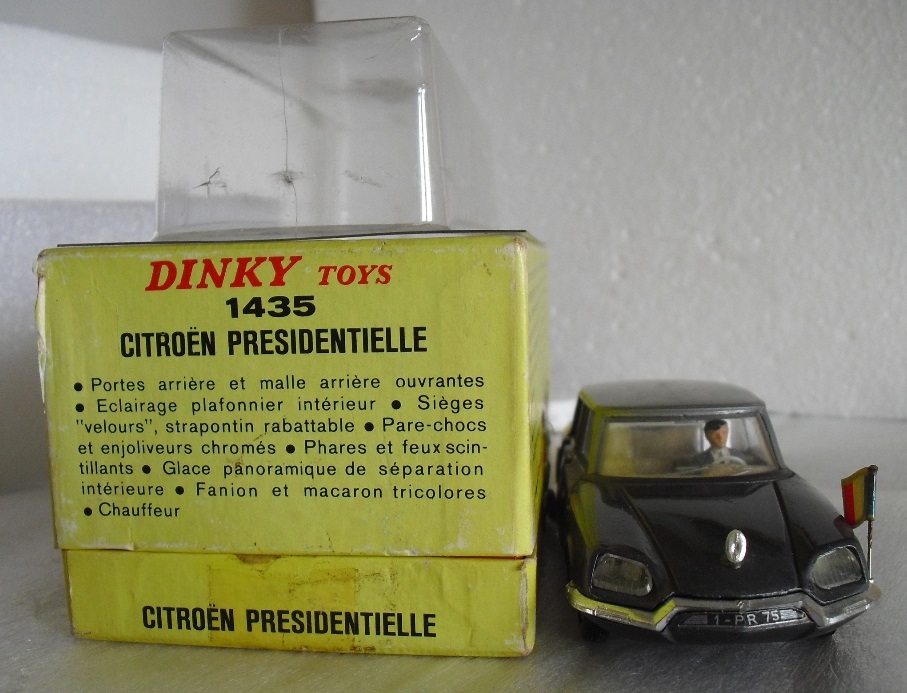 DINKY TOYS
1435
CITROËN PRESIDENTIELLE
● Portes arrière et malle arrière ouvrantes
● Eclairage plafonnier intérieur ● Sièges
"velours", strapontin rabattable ● Pare-chocs
et enjoliveurs chromés ● Phares et feux scin-
tillants ● Glace panoramique de séparation
intérieure ● Fanion et macaron tricolores
● Chauffeur
CITROËN PRESIDENTIELLE
1-PR 75